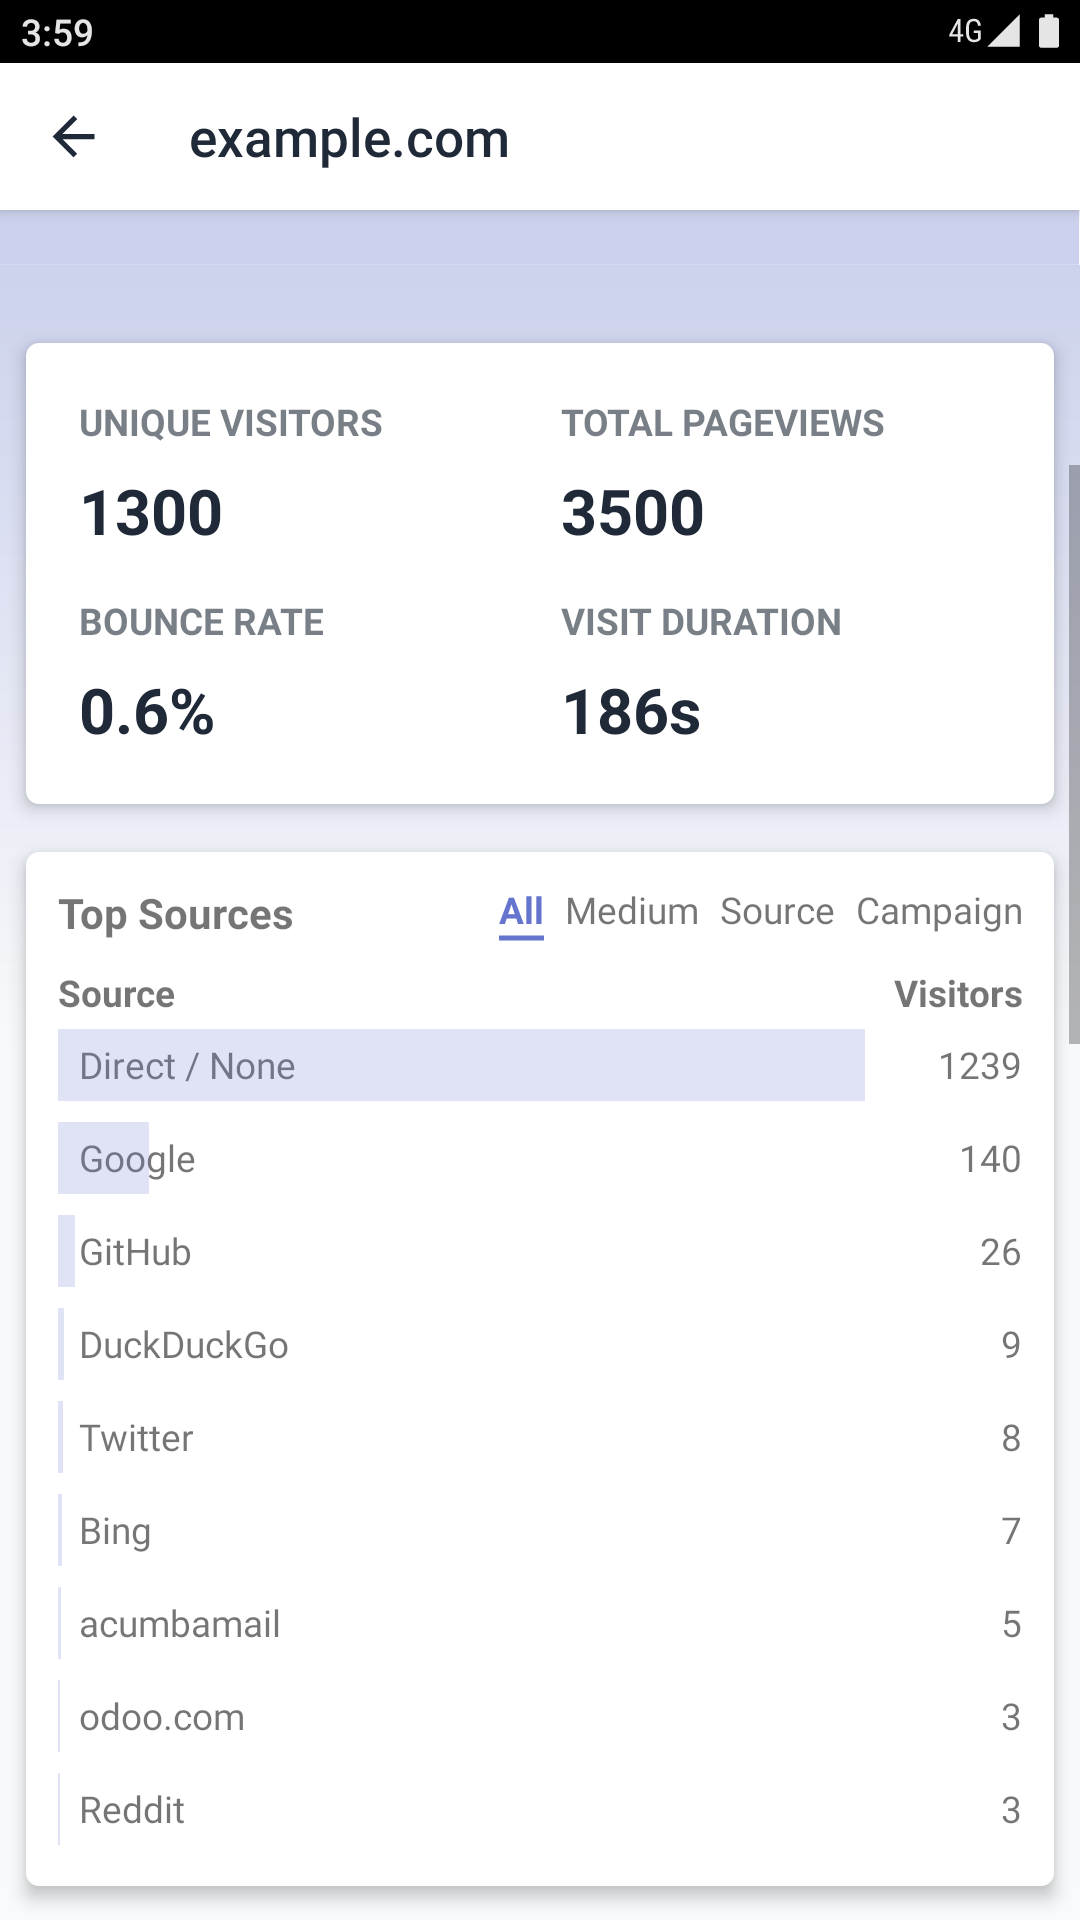 3:59
4G
example.com
UNIQUE VISITORS TOTAL PAGEVIEWS
1300 3500
BOUNCE RATE VISIT DURATION
0.6% 186s
Top Sources All Medium Source Campaign
Source Visitors
Direct / None 1239
Google 140
GitHub 26
DuckDuckGo 9
Twitter 8
Bing 7
acumbamail 5
odoo.com 3
Reddit 3